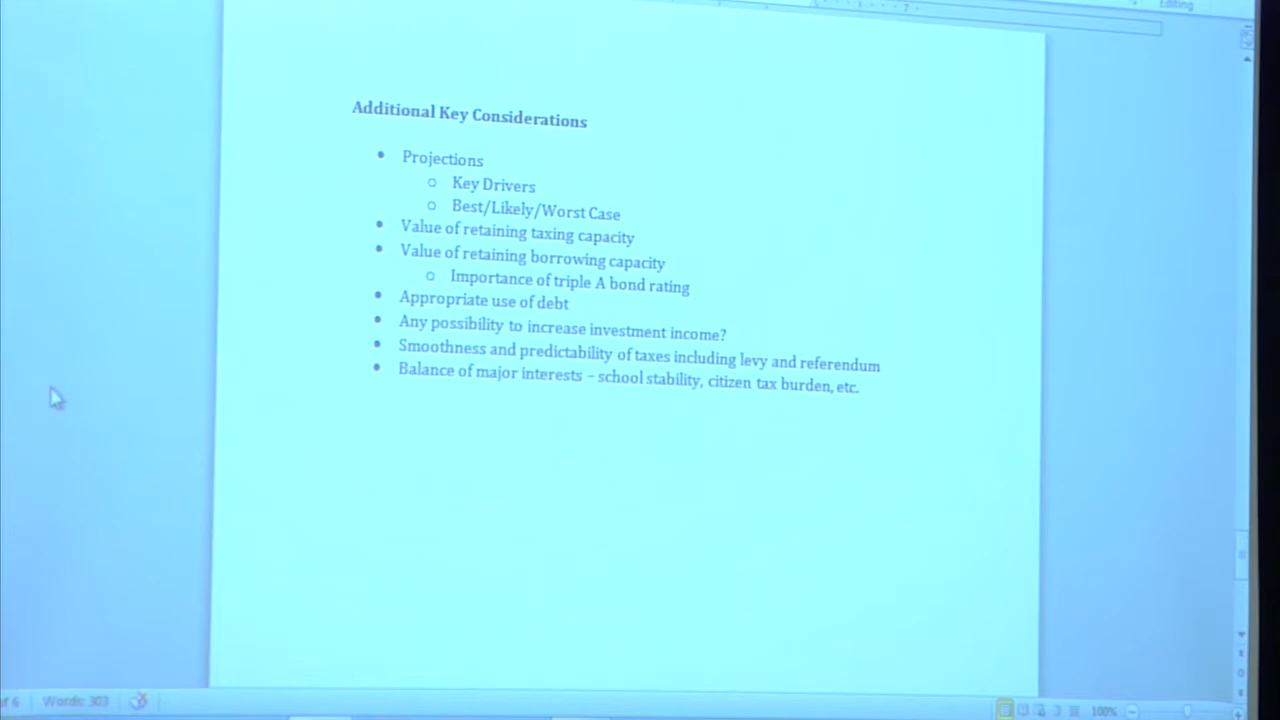 Editing
7
Additional Key Considerations
• Projections
o Key Drivers
o Best/Likely/Worst Case
• Value of retaining taxing capacity
• Value of retaining borrowing capacity
o Importance of triple A bond rating
• Appropriate use of debt
• Any possibility to increase investment income?
• Smoothness and predictability of taxes including levy and referendum
• Balance of major interests – school stability, citizen tax burden, etc.
of 6 Words: 303 100%